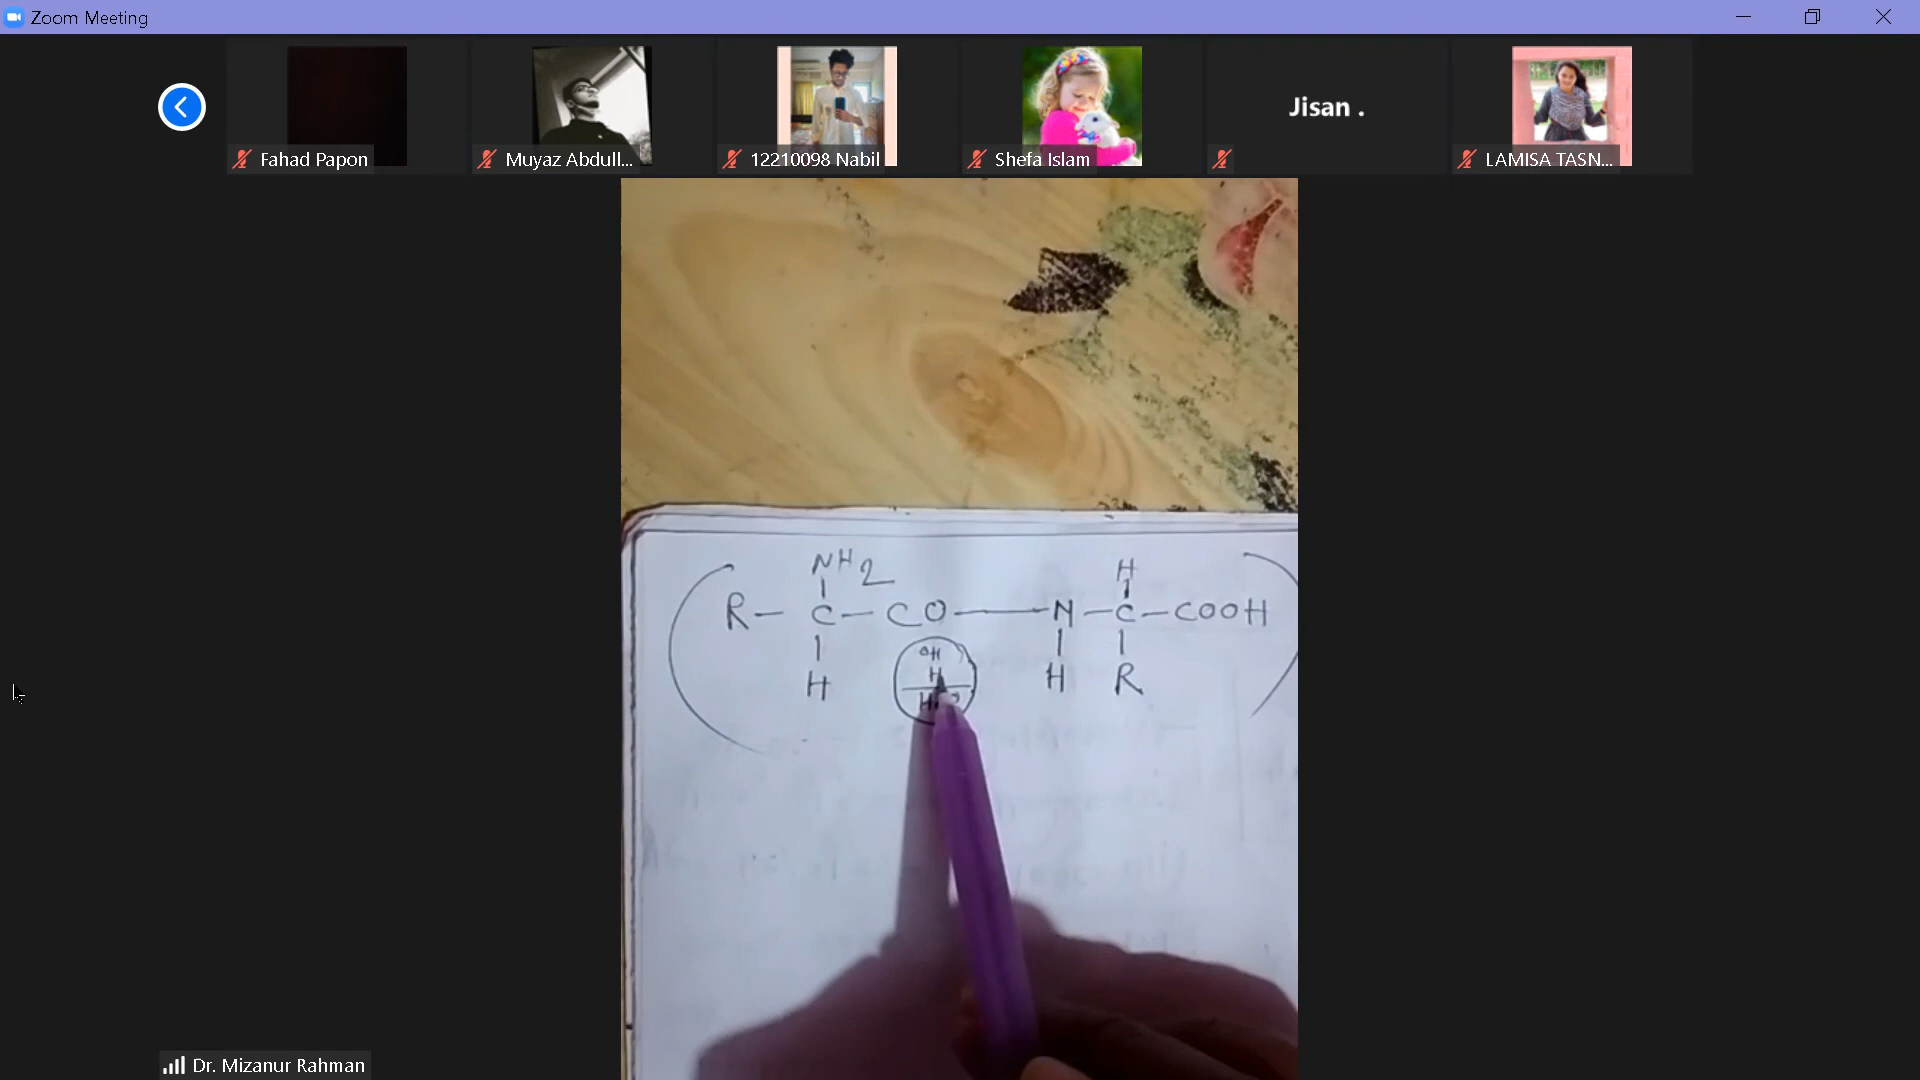 Zoom Meeting
Jisan .
Fahad Papon
Muyaz Abdull...
12210098 Nabil
Shefa Islam
LAMISA TASN...
NH2 H
R— C — CO —— N — C — COOH
OH
H
H R
H
Dr. Mizanur Rahman